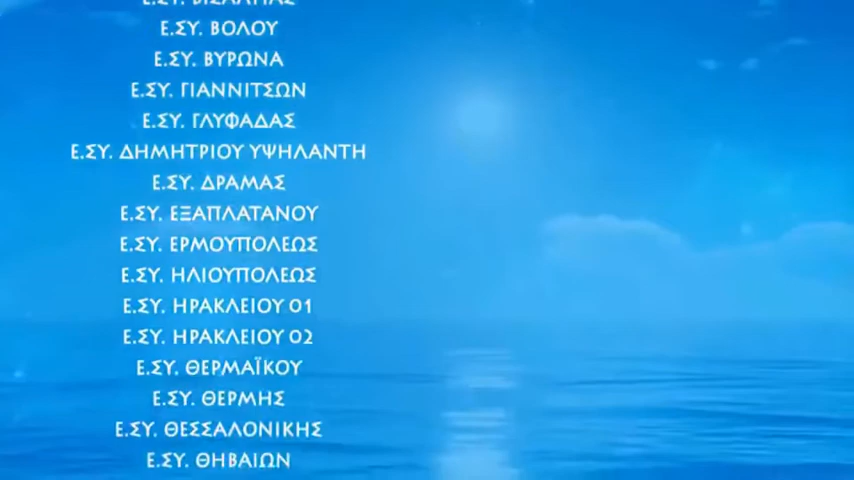 Ε.ΣΥ. ΒΟΛΟΥ
Ε.ΣΥ. ΒΥΡΩΝΑ
Ε.ΣΥ. ΓΙΑΝΝΙΤΣΩΝ
Ε.ΣΥ. ΓΛΥΦΑΔΑΣ
Ε.ΣΥ. ΔΗΜΗΤΡΙΟΥ ΥΨΗΛΑΝΤΗ
Ε.ΣΥ. ΔΡΑΜΑΣ
Ε.ΣΥ. ΕΞΑΠΛΑΤΑΝΟΥ
Ε.ΣΥ. ΕΡΜΟΥΠΟΛΕΩΣ
Ε.ΣΥ. ΗΛΙΟΥΠΟΛΕΩΣ
Ε.ΣΥ. ΗΡΑΚΛΕΙΟΥ 01
Ε.ΣΥ. ΗΡΑΚΛΕΙΟΥ 02
Ε.ΣΥ. ΘΕΡΜΑΪΚΟΥ
Ε.ΣΥ. ΘΕΡΜΗΣ
Ε.ΣΥ. ΘΕΣΣΑΛΟΝΙΚΗΣ
Ε.ΣΥ. ΘΗΒΑΙΩΝ